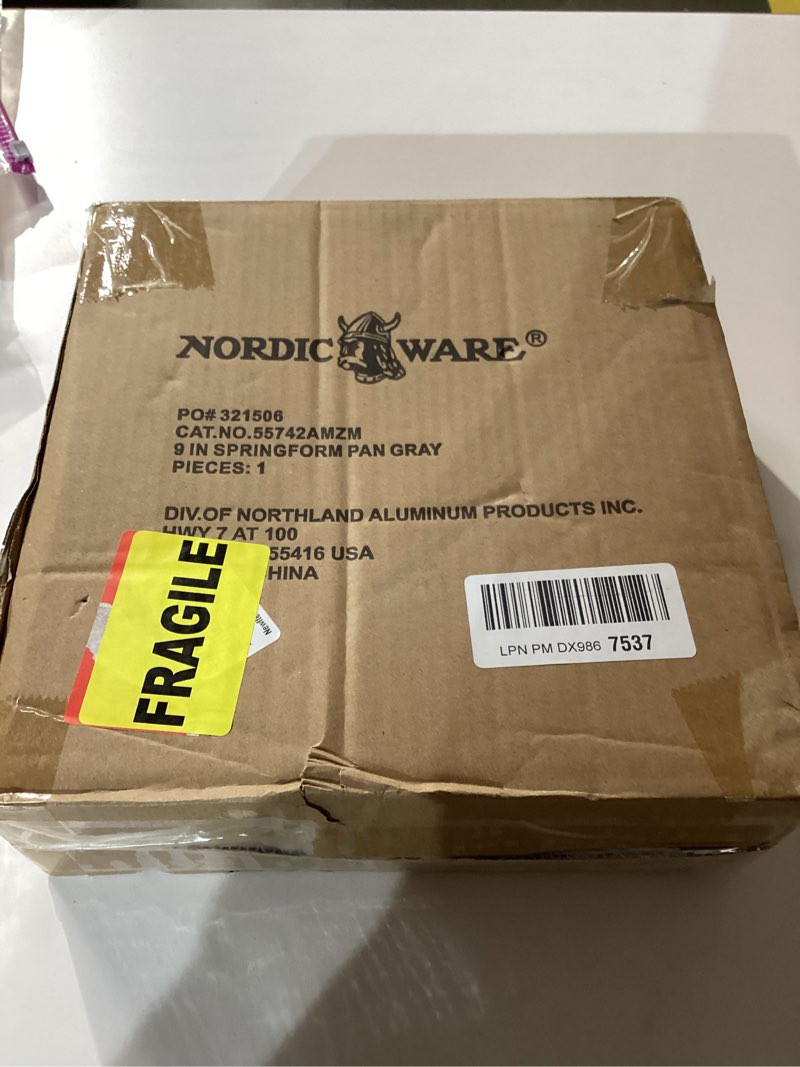 NORDIC WARE®
PO# 321506
CAT.NO.55742AMZM
9 IN SPRINGFORM PAN GRAY
PIECES: 1
DIV.OF NORTHLAND ALUMINUM PRODUCTS INC.
HWY 7 AT 100
55416 USA
HINA
FRAGILE
LPN PM DX986 7537